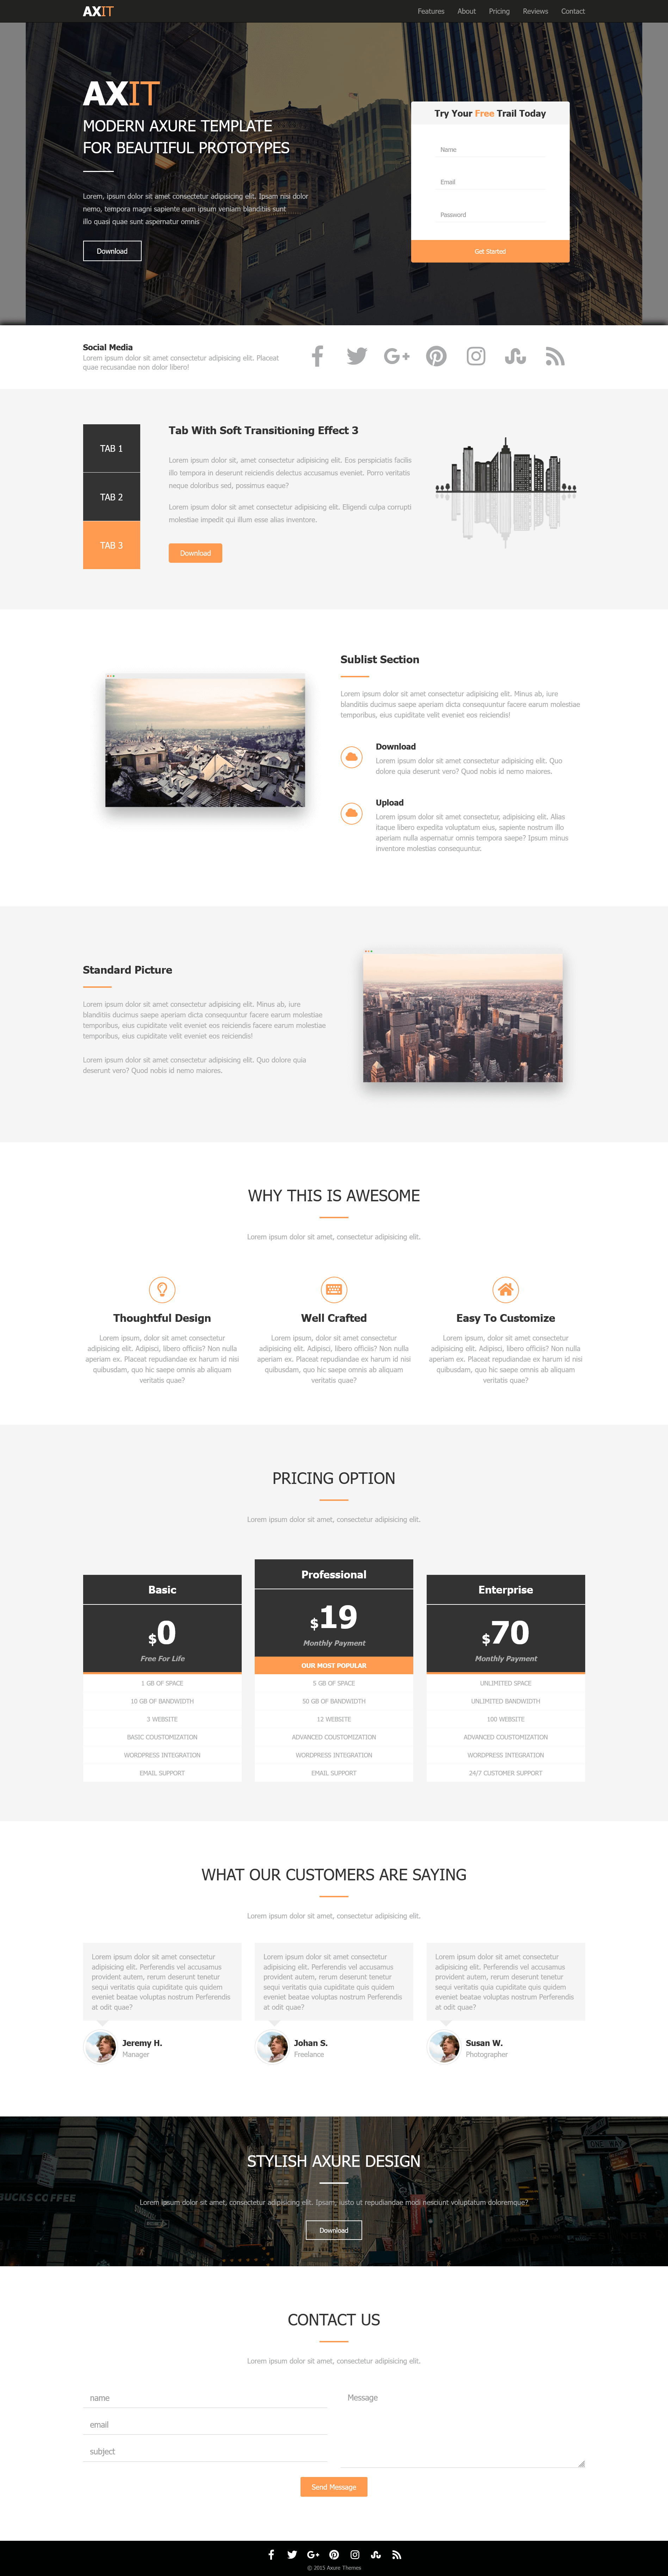 AXIT
Features About Pricing Reviews Contact
AXIT
MODERN AXURE TEMPLATE
FOR BEAUTIFUL PROTOTYPES
Lorem, ipsum dolor sit amet consectetur adipisicing elit. Ipsam nisi dolor
nemo, tempora magni sapiente eum ipsum veniam blanditiis sunt
illo quasi quae sunt aspernatur omnis
Download
Try Your Free Trail Today
Name
Email
Password
Get Started
Social Media
Lorem ipsum dolor sit amet consectetur adipisicing elit. Placeat
quae recusandae non dolor libero!
TAB 1
TAB 2
TAB 3
Tab With Soft Transitioning Effect 3
Lorem ipsum dolor sit, amet consectetur adipisicing elit. Eos perspiciatis facilis
illo tempora in deserunt reiciendis delectus accusamus eveniet. Porro veritatis
neque doloribus sed, possimus eaque?
Lorem ipsum dolor sit amet consectetur adipisicing elit. Eligendi culpa corrupti
molestiae impedit qui illum esse alias inventore.
Download
Sublist Section
Lorem ipsum dolor sit amet consectetur adipisicing elit. Minus ab, iure
blanditiis ducimus saepe aperiam dicta consequuntur facere earum molestiae
temporibus, eius cupiditate velit eveniet eos reiciendis!
Download
Lorem ipsum dolor sit amet consectetur adipisicing elit. Quo
dolore quia deserunt vero? Quod nobis id nemo maiores.
Upload
Lorem ipsum dolor sit amet consectetur, adipisicing elit. Alias
itaque libero expedita voluptatum eius, sapiente nostrum illo
aperiam nulla aspernatur omnis tempora saepe? Ipsum minus
inventore molestias consequuntur.
Standard Picture
Lorem ipsum dolor sit amet consectetur adipisicing elit. Minus ab, iure
blanditiis ducimus saepe aperiam dicta consequuntur facere earum molestiae
temporibus, eius cupiditate velit eveniet eos reiciendis facere earum molestiae
temporibus, eius cupiditate velit eveniet eos reiciendis!
Lorem ipsum dolor sit amet consectetur adipisicing elit. Quo dolore quia
deserunt vero? Quod nobis id nemo maiores.
WHY THIS IS AWESOME
Lorem ipsum dolor sit amet, consectetur adipisicing elit.
Thoughtful Design
Lorem ipsum, dolor sit amet consectetur
adipisicing elit. Adipisci, libero officiis? Non nulla
aperiam ex. Placeat repudiandae ex harum id nisi
quibusdam, quo hic saepe omnis ab aliquam
veritatis quae?
Well Crafted
Lorem ipsum, dolor sit amet consectetur
adipisicing elit. Adipisci, libero officiis? Non nulla
aperiam ex. Placeat repudiandae ex harum id nisi
quibusdam, quo hic saepe omnis ab aliquam
veritatis quae?
Easy To Customize
Lorem ipsum, dolor sit amet consectetur
adipisicing elit. Adipisci, libero officiis? Non nulla
aperiam ex. Placeat repudiandae ex harum id nisi
quibusdam, quo hic saepe omnis ab aliquam
veritatis quae?
PRICING OPTION
Lorem ipsum dolor sit amet, consectetur adipisicing elit.
Basic
$0
Free For Life
1 GB OF SPACE
10 GB OF BANDWIDTH
3 WEBSITE
BASIC COUSTOMIZATION
WORDPRESS INTEGRATION
EMAIL SUPPORT
Professional
$19
Monthly Payment
OUR MOST POPULAR
5 GB OF SPACE
50 GB OF BANDWIDTH
12 WEBSITE
ADVANCED COUSTOMIZATION
WORDPRESS INTEGRATION
EMAIL SUPPORT
Enterprise
$70
Monthly Payment
UNLIMITED SPACE
UNLIMITED BANDWIDTH
100 WEBSITE
ADVANCED COUSTOMIZATION
WORDPRESS INTEGRATION
24/7 CUSTOMER SUPPORT
WHAT OUR CUSTOMERS ARE SAYING
Lorem ipsum dolor sit amet, consectetur adipisicing elit.
Lorem ipsum dolor sit amet consectetur
adipisicing elit. Perferendis vel accusamus
provident autem, rerum deserunt tenetur
sequi veritatis quia cupiditate quis quidem
eveniet beatae voluptas nostrum Perferendis
at odit quae?
Jeremy H.
Manager
Lorem ipsum dolor sit amet consectetur
adipisicing elit. Perferendis vel accusamus
provident autem, rerum deserunt tenetur
sequi veritatis quia cupiditate quis quidem
eveniet beatae voluptas nostrum Perferendis
at odit quae?
Johan S.
Freelance
Lorem ipsum dolor sit amet consectetur
adipisicing elit. Perferendis vel accusamus
provident autem, rerum deserunt tenetur
sequi veritatis quia cupiditate quis quidem
eveniet beatae voluptas nostrum Perferendis
at odit quae?
Susan W.
Photographer
BUCKS COFFEE
ONE WAY
STYLISH AXURE DESIGN
Lorem ipsum dolor sit amet, consectetur adipisicing elit. Ipsam, iusto ut repudiandae modi nesciunt voluptatum doloremque?
Download
CONTACT US
Lorem ipsum dolor sit amet, consectetur adipisicing elit.
name
email
subject
Message
Send Message
© 2015 Axure Themes